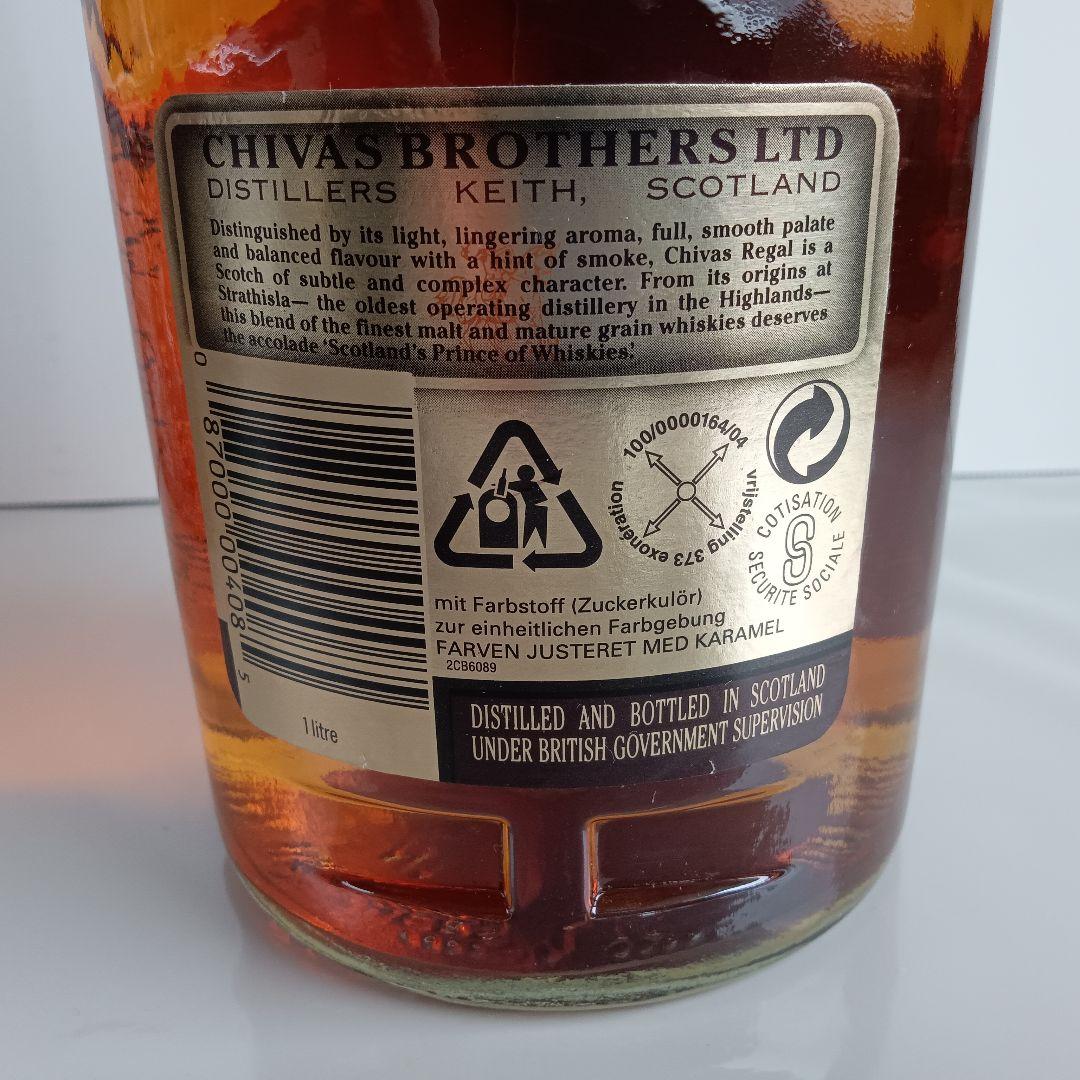 CHIVAS BROTHERS LTD
DISTILLERS KEITH, SCOTLAND
Distinguished by its light, lingering aroma, full, smooth palate
and balanced flavour with a hint of smoke, Chivas Regal is a
Scotch of subtle and complex character. From its origins at
Strathisla— the oldest operating distillery in the Highlands—
this blend of the finest malt and mature grain whiskies deserves
the accolade ‘Scotland's Prince of Whiskies.’
0 87000 00408 5
1 litre
100/0000164/04
vrijstelling 373 exoneration
COTISATION
S
SECURITE SOCIALE
mit Farbstoff (Zuckerkulör)
zur einheitlichen Farbgebung
FARVEN JUSTERET MED KARAMEL
2CB6089
DISTILLED AND BOTTLED IN SCOTLAND
UNDER BRITISH GOVERNMENT SUPERVISION